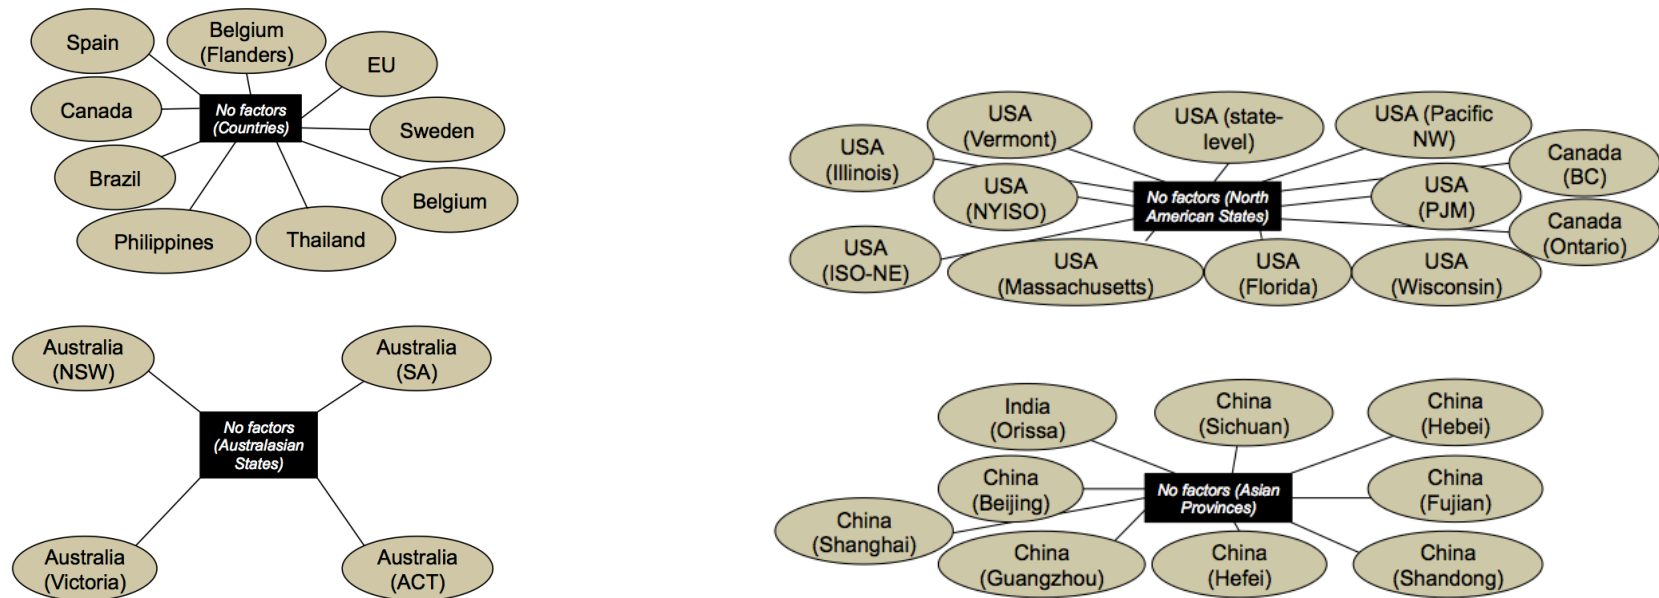 Spain
Belgium
(Flanders)
EU
Canada
No factors
(Countries)
Sweden
Brazil
Belgium
Philippines
Thailand
USA
(Vermont)
USA (state-
level)
USA (Pacific
NW)
USA
(Illinois)
Canada
(BC)
USA
(NYISO)
No factors (North
American States)
USA
(PJM)
USA
(ISO-NE)
Canada
(Ontario)
USA
(Massachusetts)
USA
(Florida)
USA
(Wisconsin)
Australia
(NSW)
Australia
(SA)
No factors
(Australasian
States)
Australia
(Victoria)
Australia
(ACT)
India
(Orissa)
China
(Sichuan)
China
(Hebei)
China
(Beijing)
No factors (Asian
Provinces)
China
(Fujian)
China
(Shanghai)
China
(Guangzhou)
China
(Hefei)
China
(Shandong)